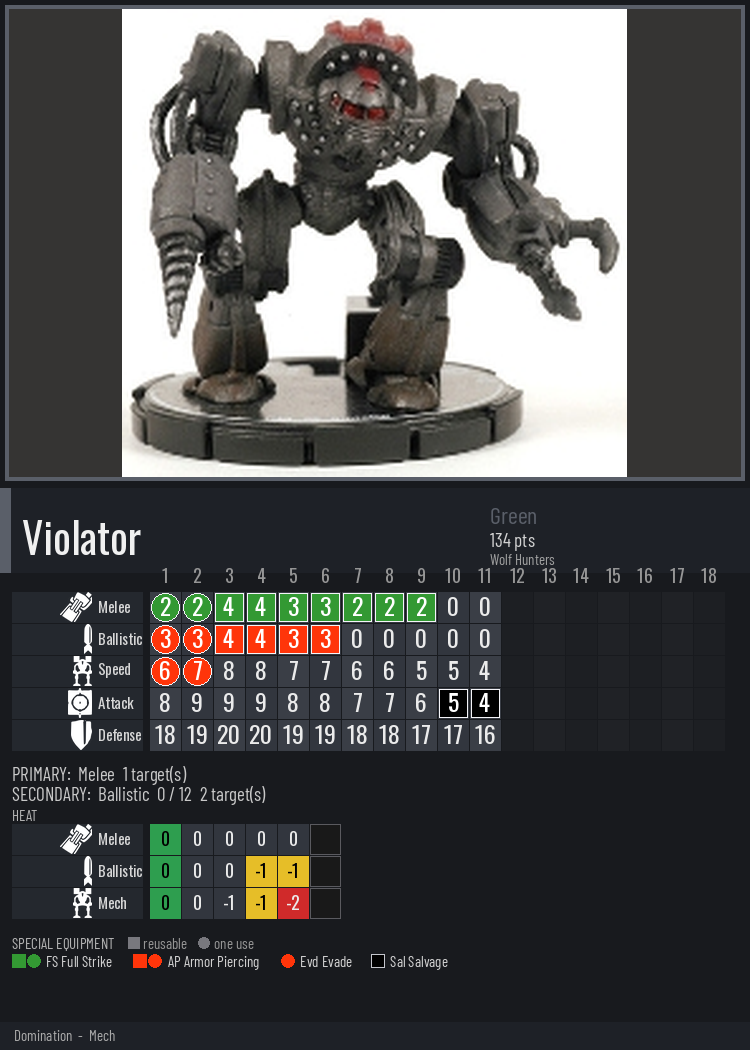 Violator
Green
134 pts
Wolf Hunters
1 2 3 4 5 6 7 8 9 10 11 12 13 14 15 16 17 18
Melee 2 2 4 4 3 3 2 2 2 0 0
Ballistic 3 3 4 4 3 3 0 0 0 0 0
Speed 6 7 8 8 7 7 6 6 5 5 4
Attack 8 9 9 9 8 8 7 7 6 5 4
Defense 18 19 20 20 19 19 18 18 17 17 16
PRIMARY: Melee 1 target(s)
SECONDARY: Ballistic 0 / 12 2 target(s)
HEAT
Melee 0 0 0 0 0
Ballistic 0 0 0 -1 -1
Mech 0 0 -1 -1 -2
SPECIAL EQUIPMENT reusable one use
FS Full Strike AP Armor Piercing Evd Evade Sal Salvage
Domination - Mech